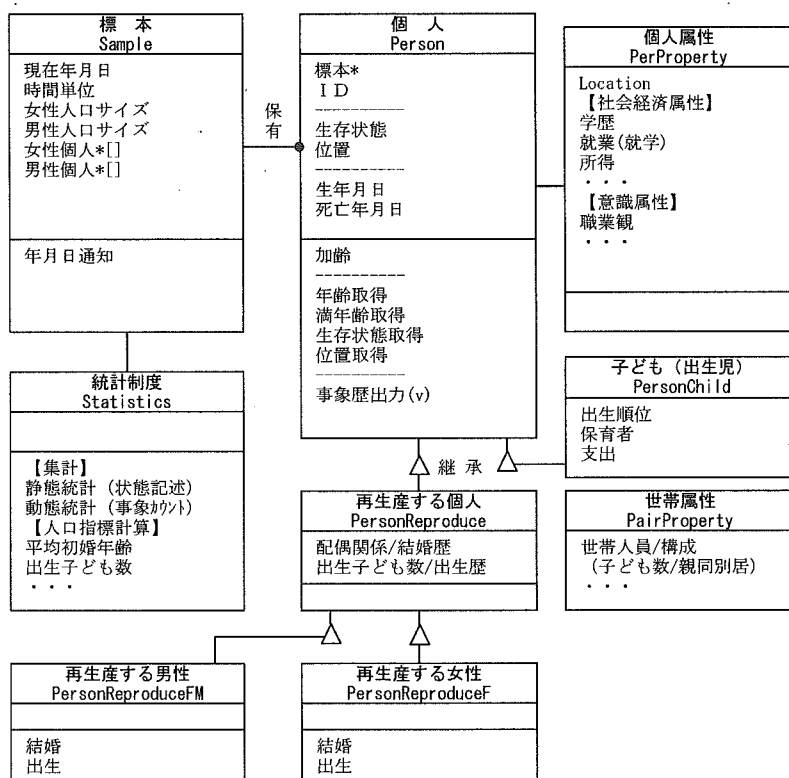 標　本
Sample
現在年月日
時間単位
女性人口サイズ
男性人口サイズ
女性個人*[]
男性個人*[]
年月日通知
保
有
個　人
Person
標本*
ＩＤ
----------
生存状態
位置
----------
生年月日
死亡年月日
加齢
----------
年齢取得
満年齢取得
生存状態取得
位置取得
----------
事象歴出力(v)
個人属性
PerProperty
Location
【社会経済属性】
学歴
就業(就学)
所得
・・・
【意識属性】
職業観
・・・
統計制度
Statistics
【集計】
静態統計（状態記述）
動態統計（事象ｶｳﾝﾄ）
【人口指標計算】
平均初婚年齢
出生子ども数
・・・
子ども（出生児）
PersonChild
出生順位
保育者
支出
継 承
再生産する個人
PersonReproduce
配偶関係/結婚歴
出生子ども数/出生歴
世帯属性
PairProperty
世帯人員/構成
（子ども数/親同別居）
・・・
再生産する男性
PersonReproduceFM
結婚
出生
再生産する女性
PersonReproduceF
結婚
出生